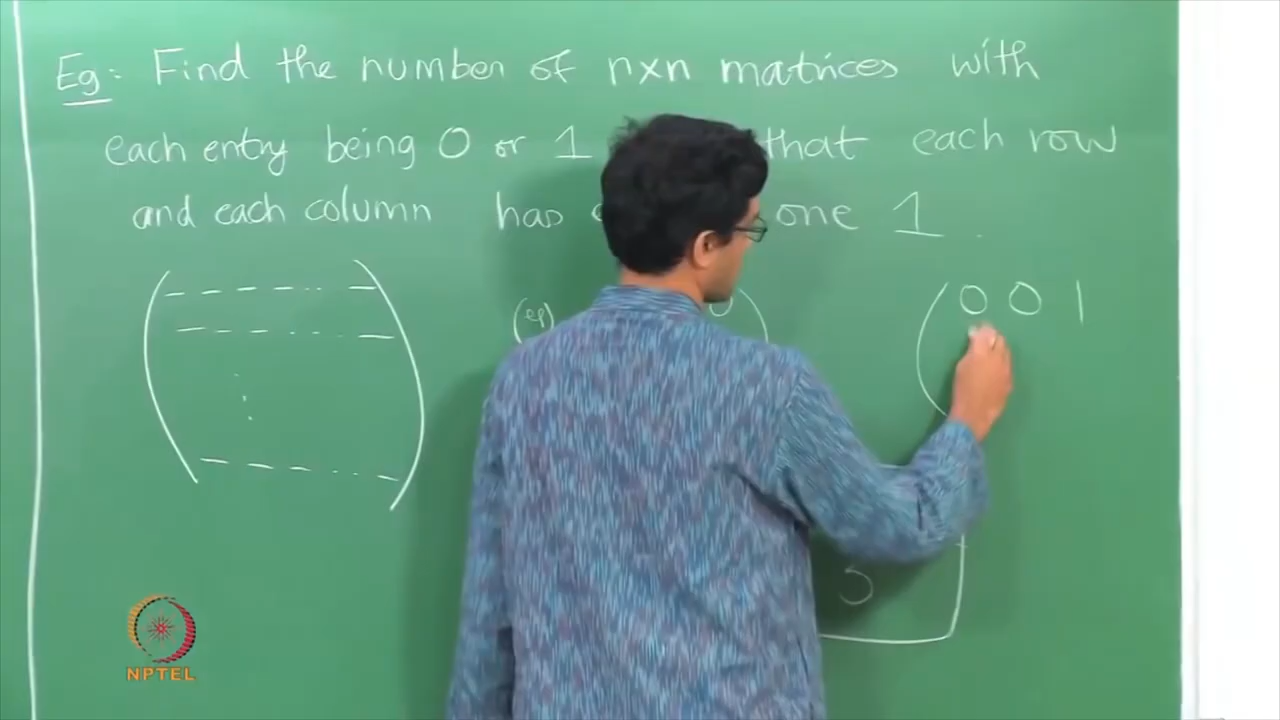 Eg: Find the number of n×n matrices with
each entry being 0 or 1 that each row
and each column has one 1.
(eg)
0 0 1
5
NPTEL